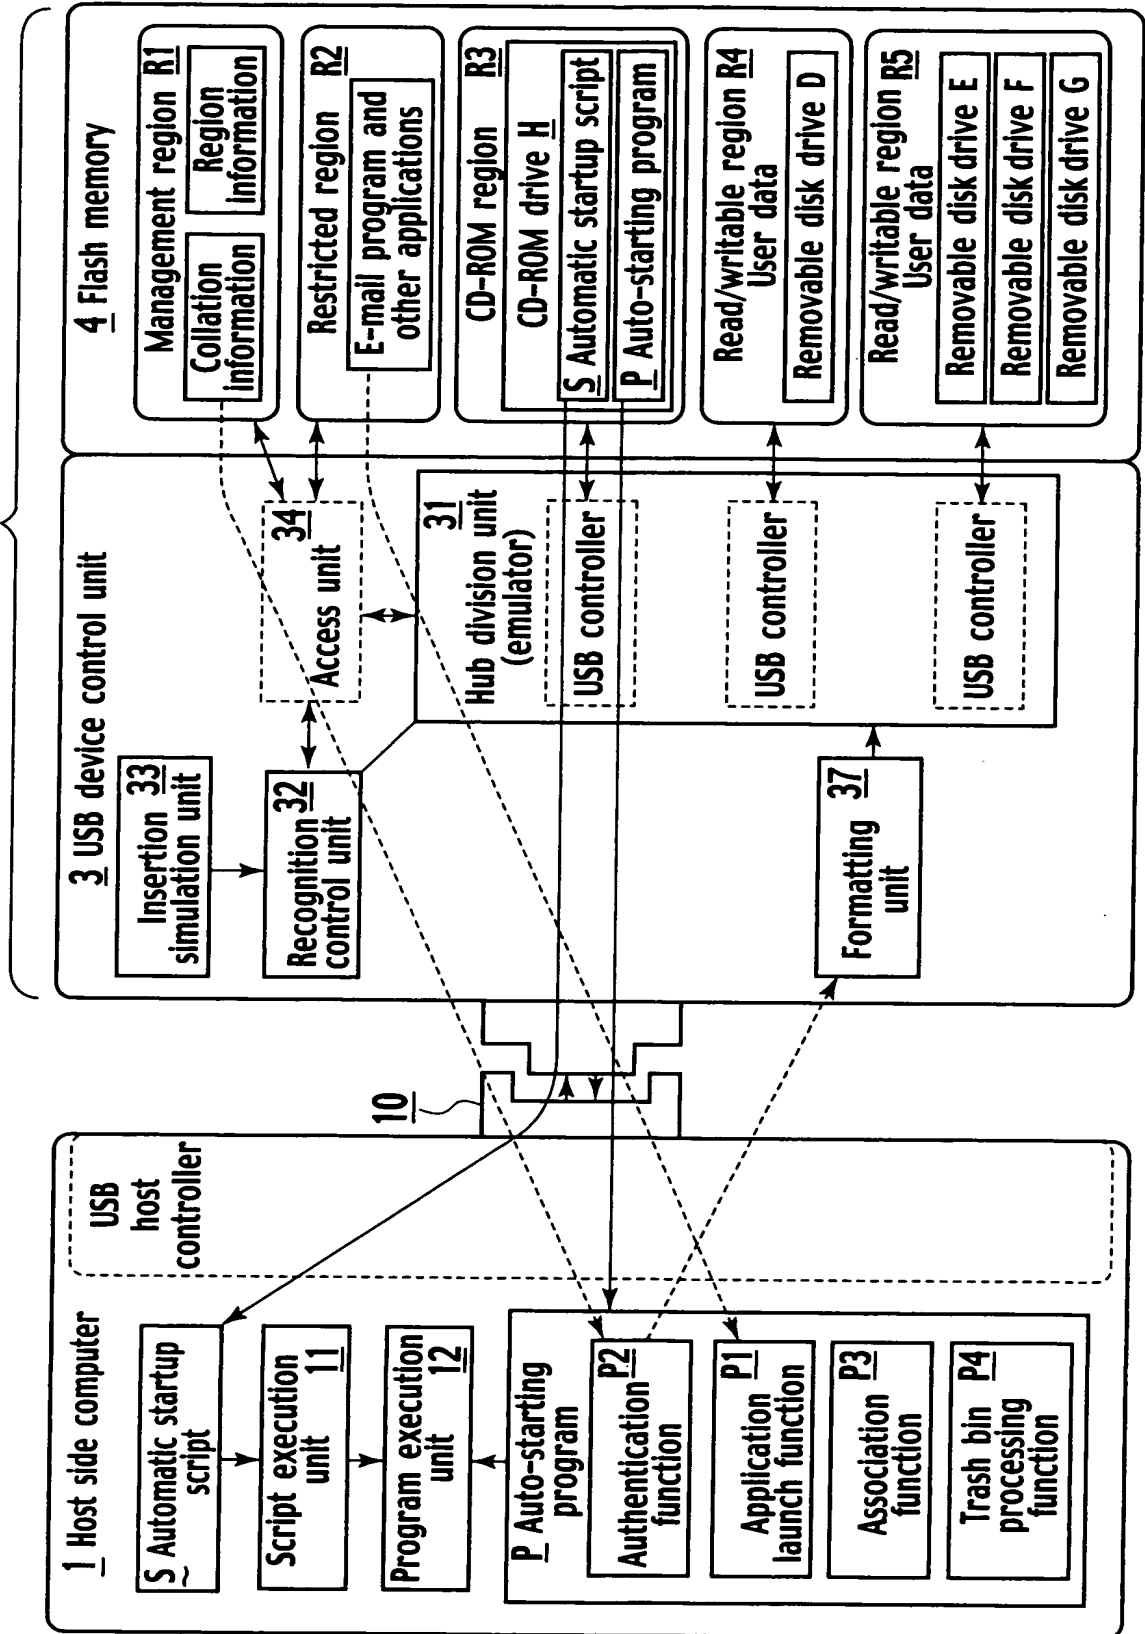 1 Host side computer
S Automatic startup
script
Script execution 11
unit
Program execution 12
unit
P Auto-starting
program
P2
Authentication
function
P1
Application
launch function
P3
Association
function
P4
Trash bin
processing
function
USB
host
controller
10
3 USB device control unit
Insertion 33
simulation unit
Recognition 32
control unit
34
Access unit
31
Hub division unit
(emulator)
USB controller
USB controller
USB controller
37
Formatting
unit
4 Flash memory
Management region R1
Collation
information
Region
information
Restricted region R2
E-mail program and
other applications
CD-ROM region R3
CD-ROM drive H
S Automatic startup script
P Auto-starting program
Read/writable region R4
User data
Removable disk drive D
Read/writable region R5
User data
Removable disk drive E
Removable disk drive F
Removable disk drive G